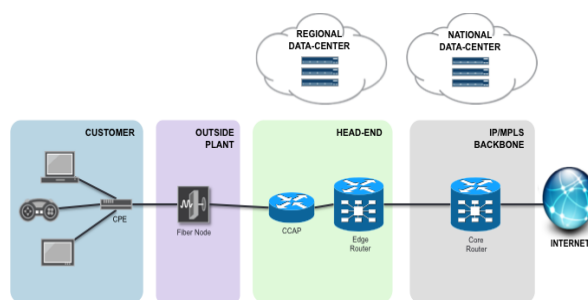 REGIONAL
DATA-CENTER
NATIONAL
DATA-CENTER
CUSTOMER
OUTSIDE
PLANT
HEAD-END
IP/MPLS
BACKBONE
CPE
Fiber Node
CCAP
Edge
Router
Core
Router
INTERNET